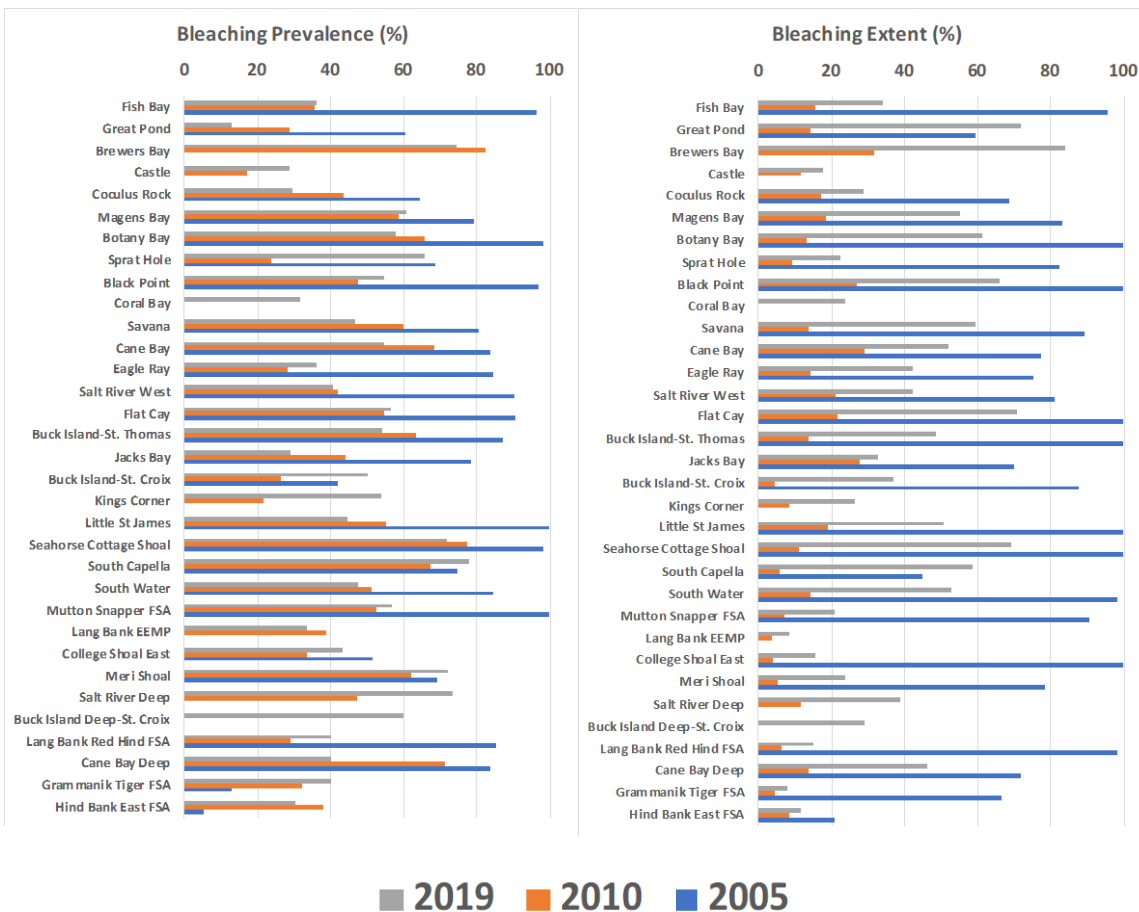 Bleaching Prevalence (%)
0 20 40 60 80 100
Fish Bay
Great Pond
Brewers Bay
Castle
Coculus Rock
Magens Bay
Botany Bay
Sprat Hole
Black Point
Coral Bay
Savana
Cane Bay
Eagle Ray
Salt River West
Flat Cay
Buck Island-St. Thomas
Jacks Bay
Buck Island-St. Croix
Kings Corner
Little St James
Seahorse Cottage Shoal
South Capella
South Water
Mutton Snapper FSA
Lang Bank EEMP
College Shoal East
Meri Shoal
Salt River Deep
Buck Island Deep-St. Croix
Lang Bank Red Hind FSA
Cane Bay Deep
Grammanik Tiger FSA
Hind Bank East FSA
Bleaching Extent (%)
0 20 40 60 80 100
Fish Bay
Great Pond
Brewers Bay
Castle
Coculus Rock
Magens Bay
Botany Bay
Sprat Hole
Black Point
Coral Bay
Savana
Cane Bay
Eagle Ray
Salt River West
Flat Cay
Buck Island-St. Thomas
Jacks Bay
Buck Island-St. Croix
Kings Corner
Little St James
Seahorse Cottage Shoal
South Capella
South Water
Mutton Snapper FSA
Lang Bank EEMP
College Shoal East
Meri Shoal
Salt River Deep
Buck Island Deep-St. Croix
Lang Bank Red Hind FSA
Cane Bay Deep
Grammanik Tiger FSA
Hind Bank East FSA
2019 2010 2005